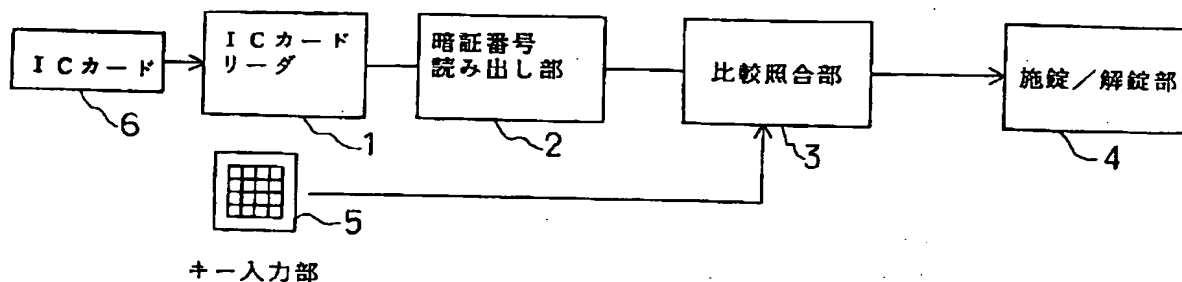 ICカード
6
ICカード
リーダ
1
暗証番号
読み出し部
2
比較照合部
3
施錠/解錠部
4
5
キー入力部